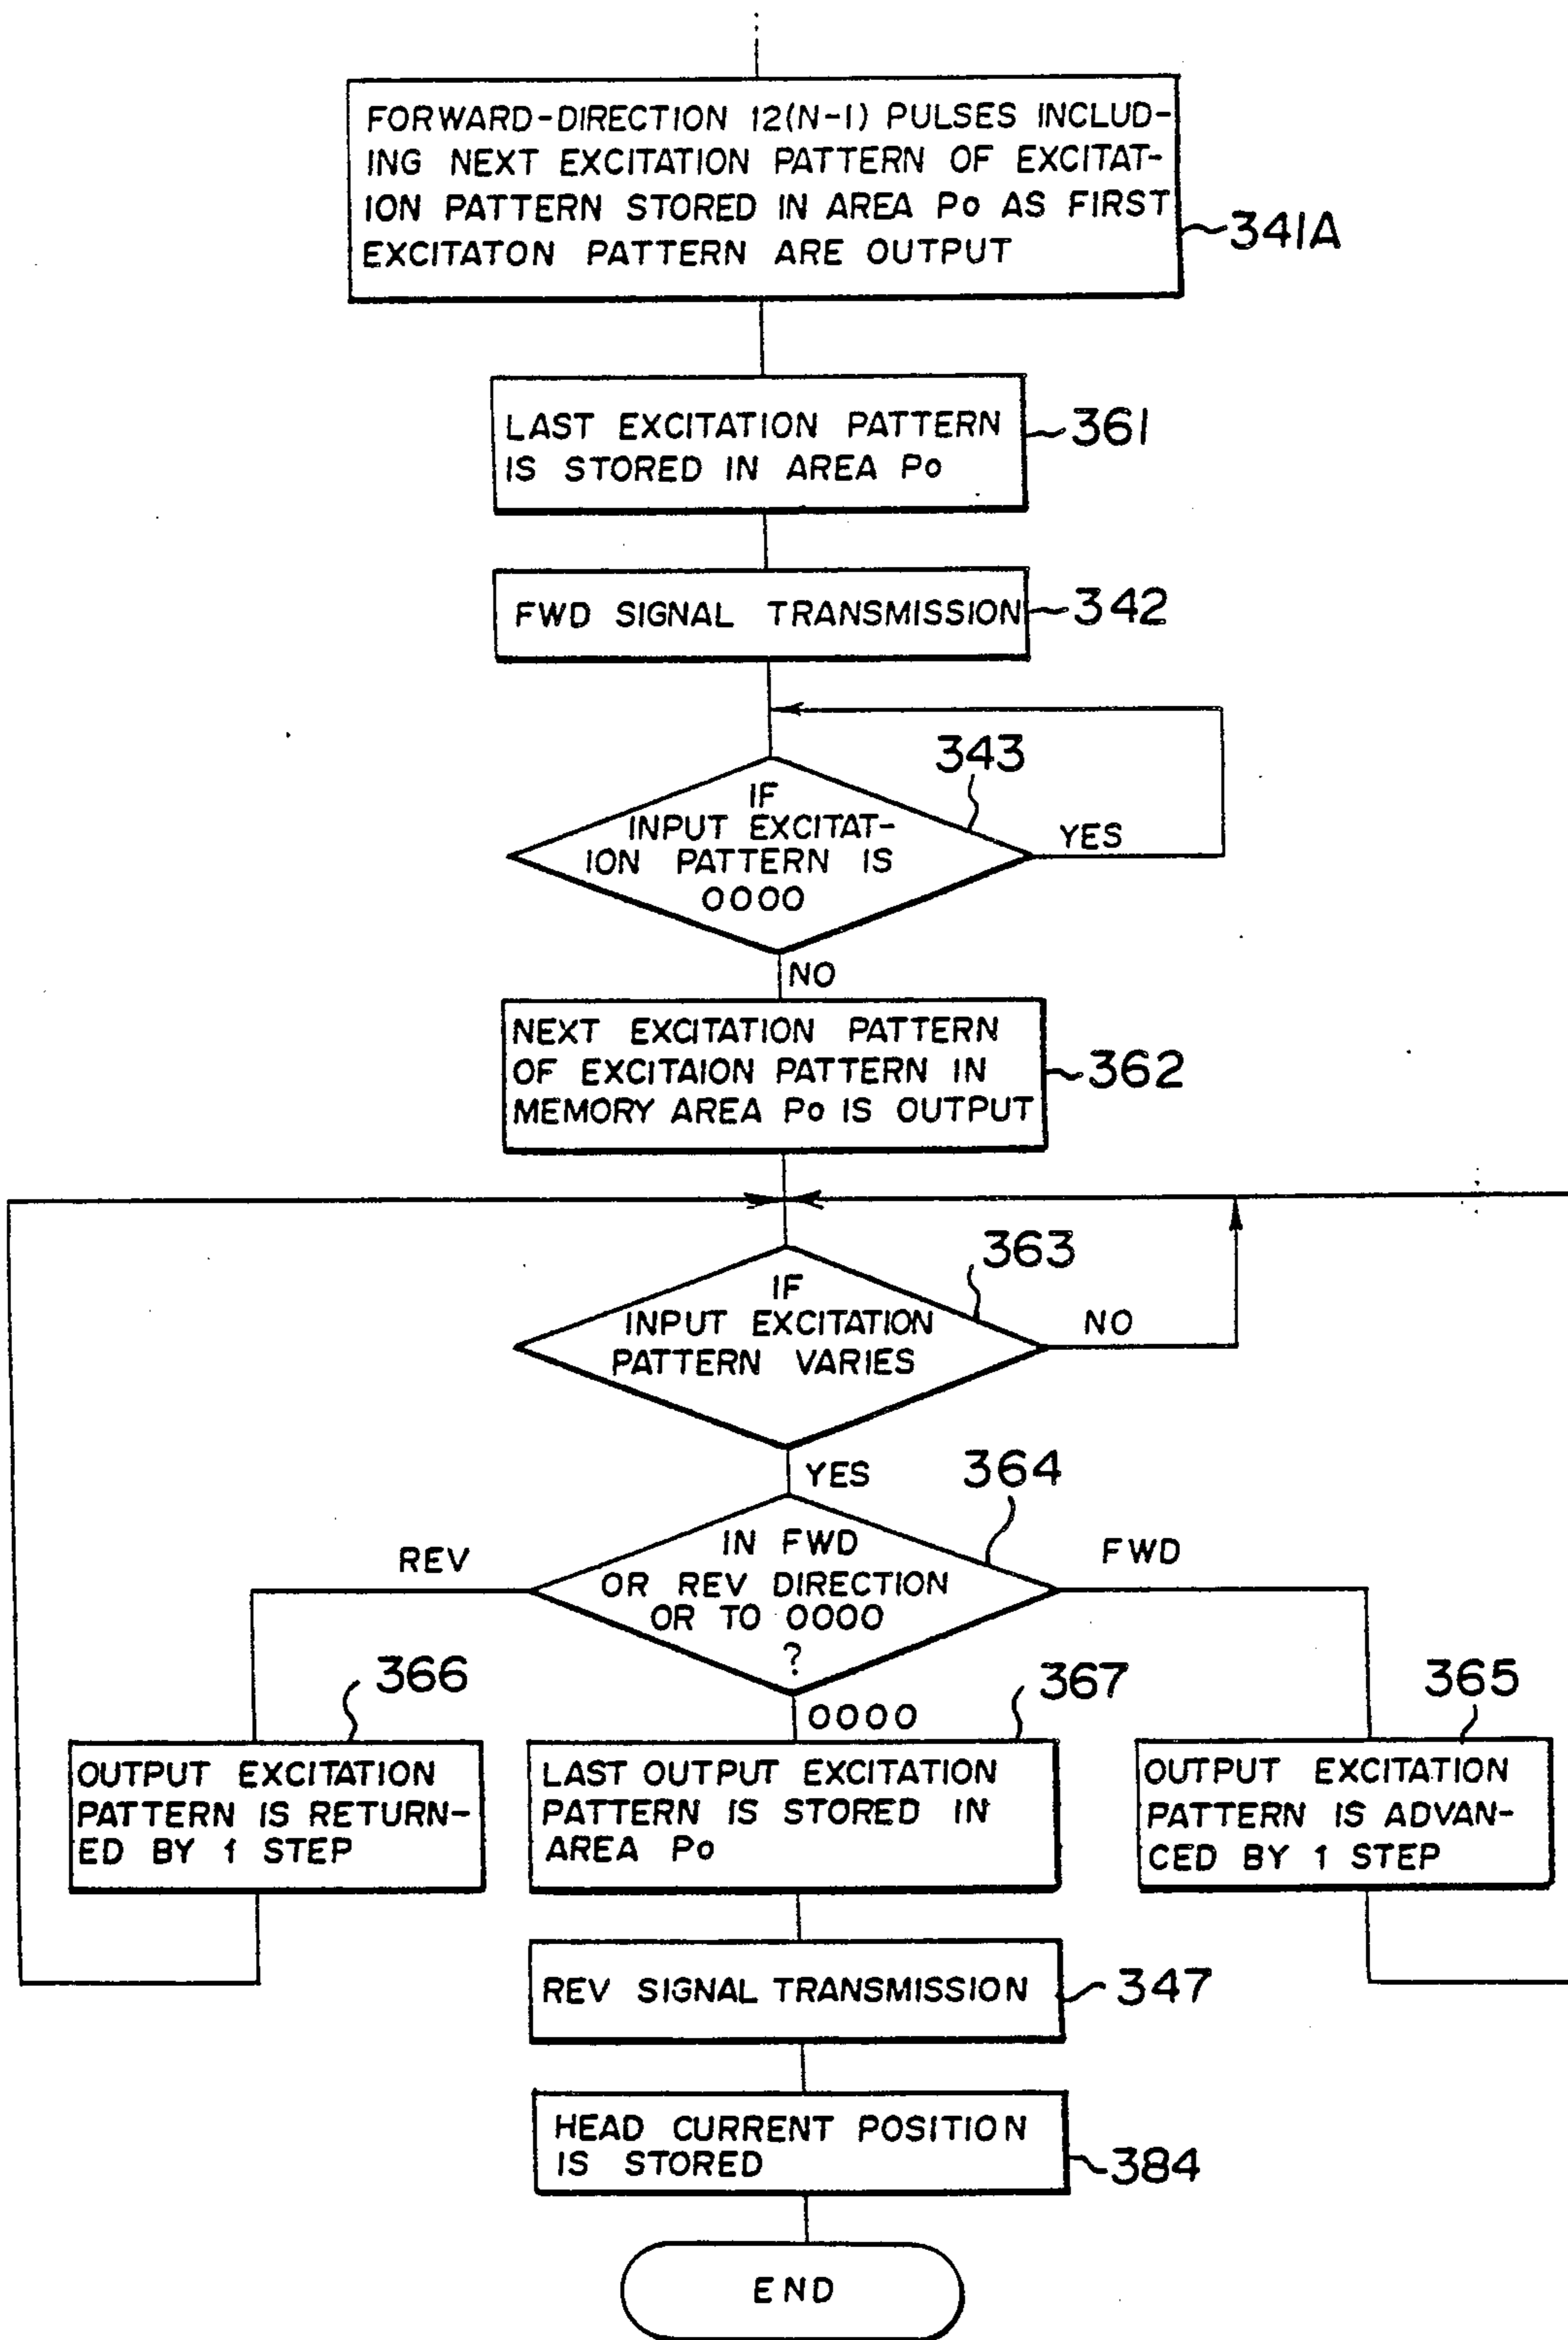 FORWARD-DIRECTION 12(N-1) PULSES INCLUD-
ING NEXT EXCITATION PATTERN OF EXCITAT-
ION PATTERN STORED IN AREA Po AS FIRST
EXCITATON PATTERN ARE OUTPUT
341A
LAST EXCITATION PATTERN
IS STORED IN AREA Po
361
FWD SIGNAL TRANSMISSION
342
343
IF
INPUT EXCITAT-
ION PATTERN IS
0000
YES
NO
NEXT EXCITATION PATTERN
OF EXCITAION PATTERN IN
MEMORY AREA Po IS OUTPUT
362
363
IF
INPUT EXCITATION
PATTERN VARIES
NO
YES
364
IN FWD
OR REV DIRECTION
OR TO 0000
?
REV
FWD
0000
366
OUTPUT EXCITATION
PATTERN IS RETURN-
ED BY 1 STEP
367
LAST OUTPUT EXCITATION
PATTERN IS STORED IN
AREA Po
365
OUTPUT EXCITATION
PATTERN IS ADVAN-
CED BY 1 STEP
REV SIGNAL TRANSMISSION
347
HEAD CURRENT POSITION
IS STORED
384
END